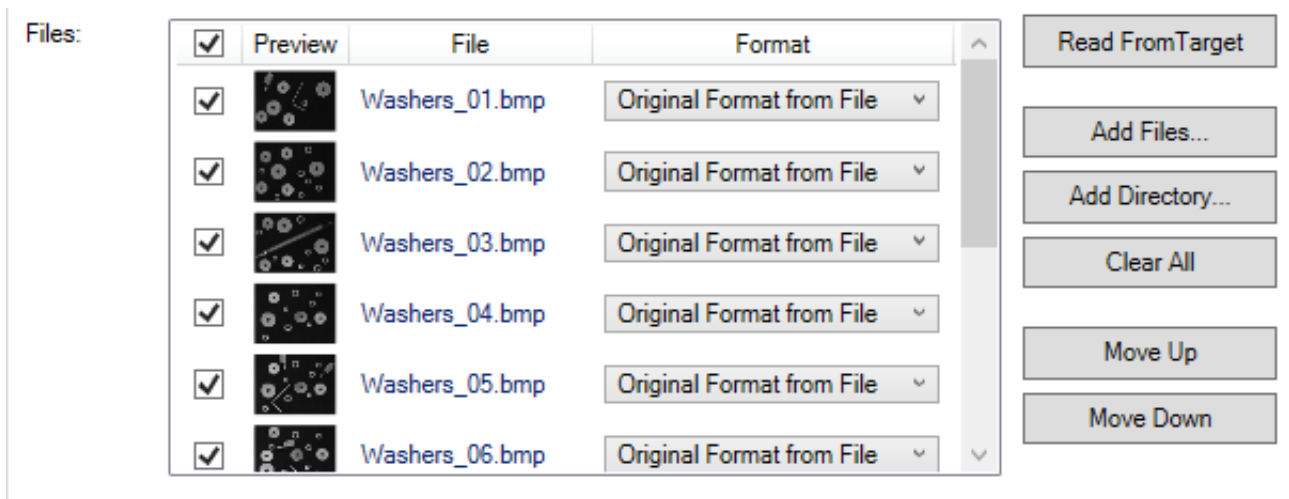 Files:
Preview File Format
Washers_01.bmp Original Format from File
Washers_02.bmp Original Format from File
Washers_03.bmp Original Format from File
Washers_04.bmp Original Format from File
Washers_05.bmp Original Format from File
Washers_06.bmp Original Format from File
Read FromTarget
Add Files...
Add Directory...
Clear All
Move Up
Move Down